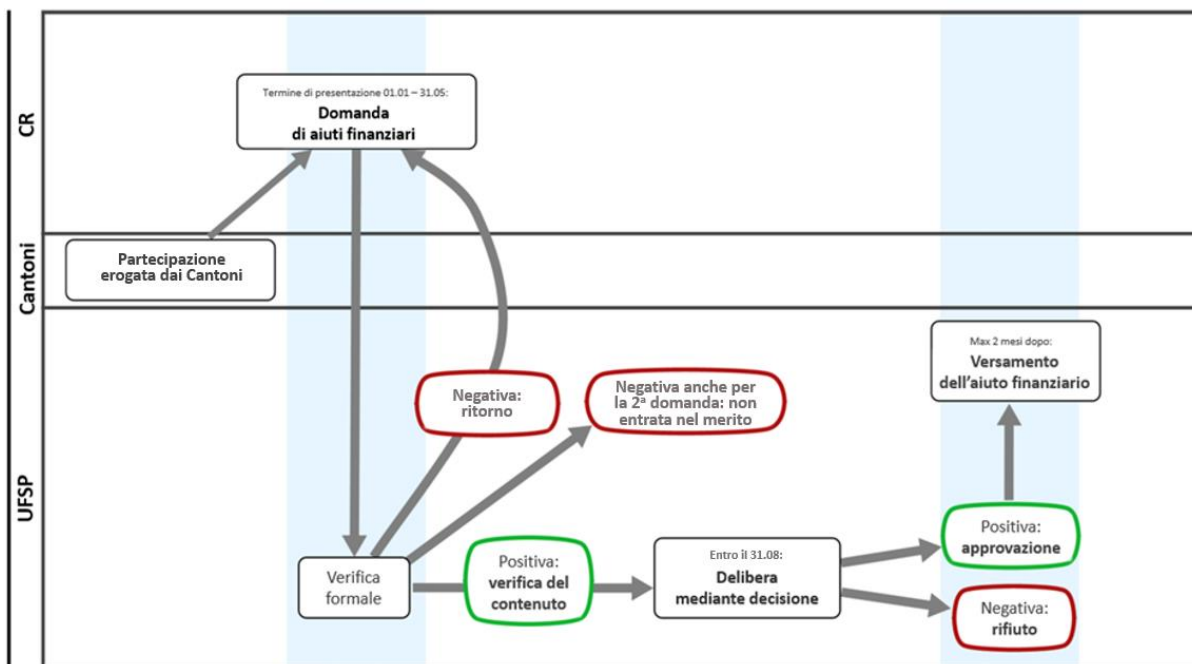 CR
Termine di presentazione 01.01 – 31.05:
Domanda
di aiuti finanziari
Cantoni
Partecipazione
erogata dai Cantoni
UFSP
Max 2 mesi dopo:
Versamento
dell'aiuto finanziario
Negativa:
ritorno
Negativa anche per
la 2ª domanda: non
entrata nel merito
Verifica
formale
Positiva:
verifica del
contenuto
Entro il 31.08:
Delibera
mediante decisione
Positiva:
approvazione
Negativa:
rifiuto